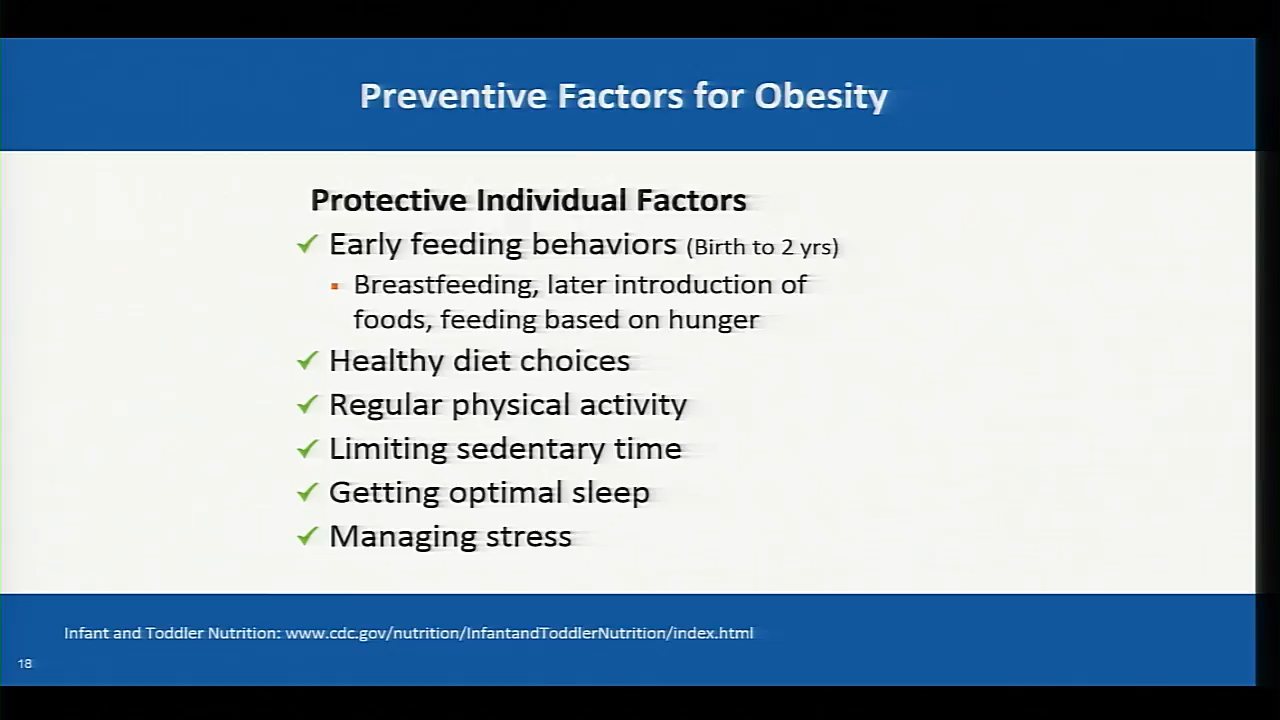 Preventive Factors for Obesity
Protective Individual Factors
✓ Early feeding behaviors (Birth to 2 yrs)
▪ Breastfeeding, later introduction of
foods, feeding based on hunger
✓ Healthy diet choices
✓ Regular physical activity
✓ Limiting sedentary time
✓ Getting optimal sleep
✓ Managing stress
Infant and Toddler Nutrition: www.cdc.gov/nutrition/InfantandToddlerNutrition/index.html
18